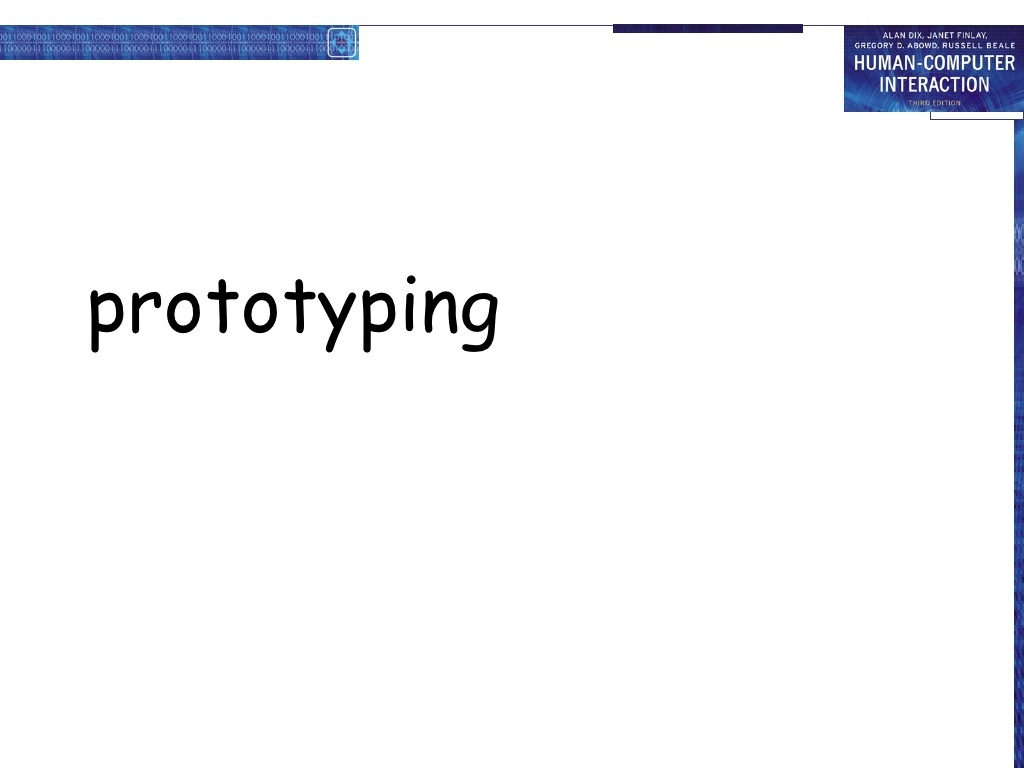 ALAN DIX, JANET FINLAY,
GREGORY D. ABOWD, RUSSELL BEALE
HUMAN-COMPUTER
INTERACTION
THIRD EDITION
prototyping